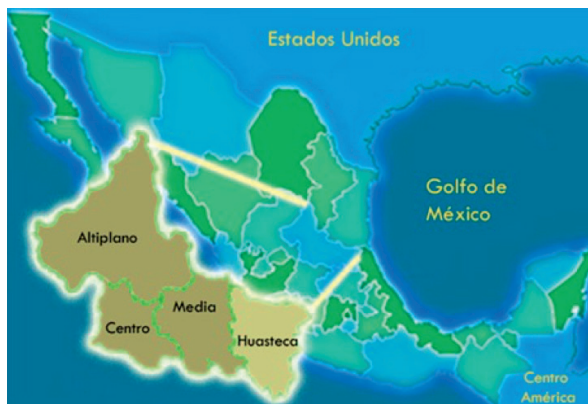 Estados Unidos
Golfo de
México
Altiplano
Media
Centro
Huasteca
Centro
América